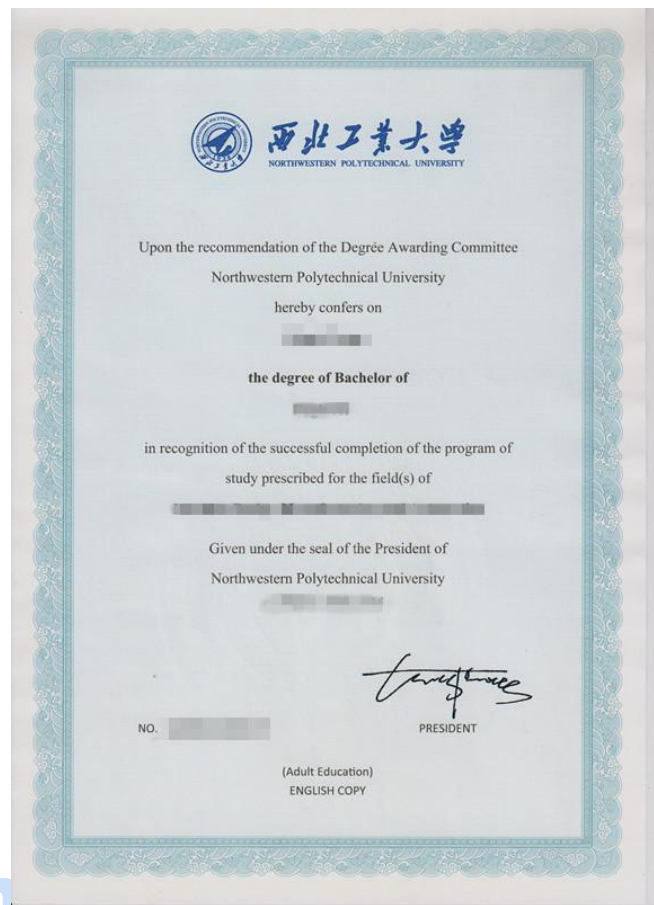 西北工业大学
NORTHWESTERN POLYTECHNICAL UNIVERSITY
Upon the recommendation of the Degrée Awarding Committee
Northwestern Polytechnical University
hereby confers on
the degree of Bachelor of
in recognition of the successful completion of the program of
study prescribed for the field(s) of
Given under the seal of the President of
Northwestern Polytechnical University
NO.
PRESIDENT
(Adult Education)
ENGLISH COPY